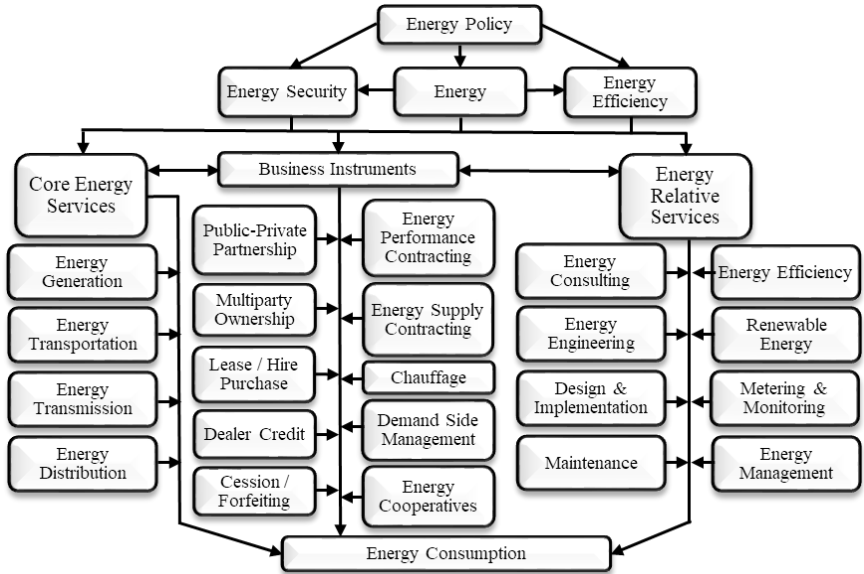 Energy Policy
Energy Security
Energy
Energy
Efficiency
Core Energy
Services
Business Instruments
Energy
Relative
Services
Energy
Generation
Energy
Transportation
Energy
Transmission
Energy
Distribution
Public-Private
Partnership
Multiparty
Ownership
Lease / Hire
Purchase
Dealer Credit
Cession /
Forfeiting
Energy
Performance
Contracting
Energy Supply
Contracting
Chauffage
Demand Side
Management
Energy
Cooperatives
Energy
Consulting
Energy
Engineering
Design &
Implementation
Maintenance
Energy Efficiency
Renewable
Energy
Metering &
Monitoring
Energy
Management
Energy Consumption